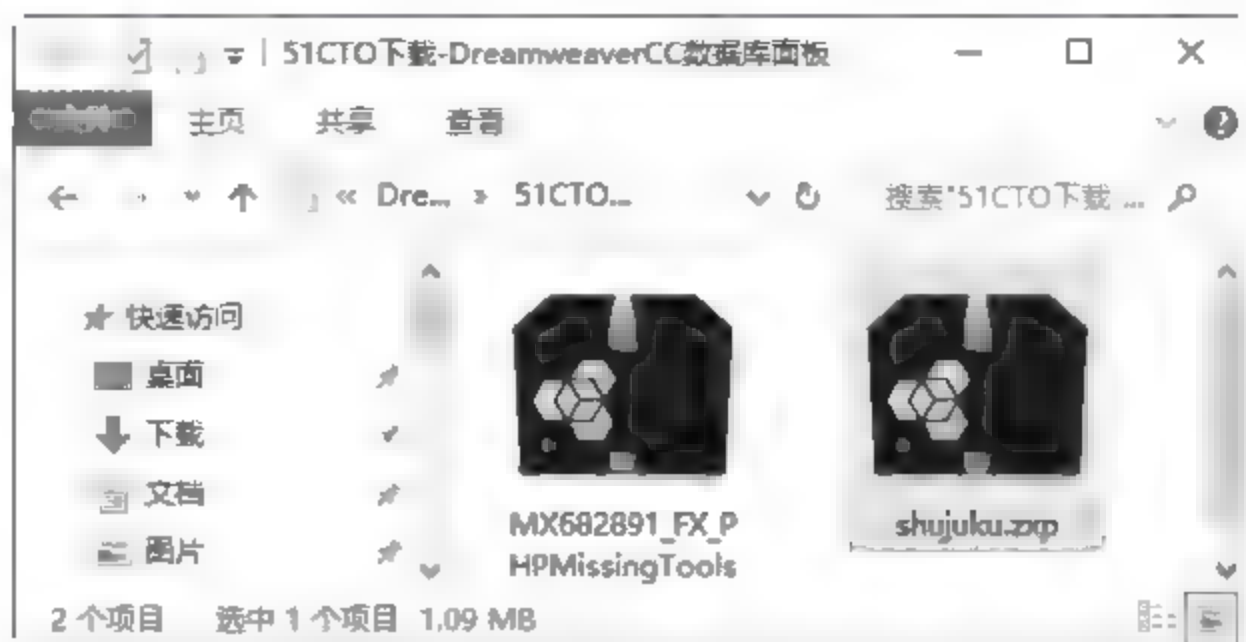 51CTO下载-DreamweaverCC数据库面板
主页 共享 查看
« Dre... › 51CTO... 搜索"51CTO下载 ...
快速访问
桌面
下载
文档
图片
MX682891_FX_P
HPMissingTools
shujuku.zxp
2 个项目 选中 1 个项目 1.09 MB